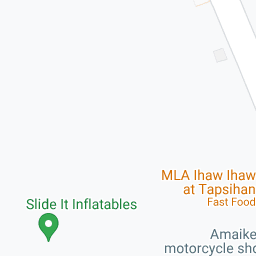 MLA Ihaw Ihaw
at Tapsihan
Fast Food
Slide It Inflatables
Amaike
motorcycle sho